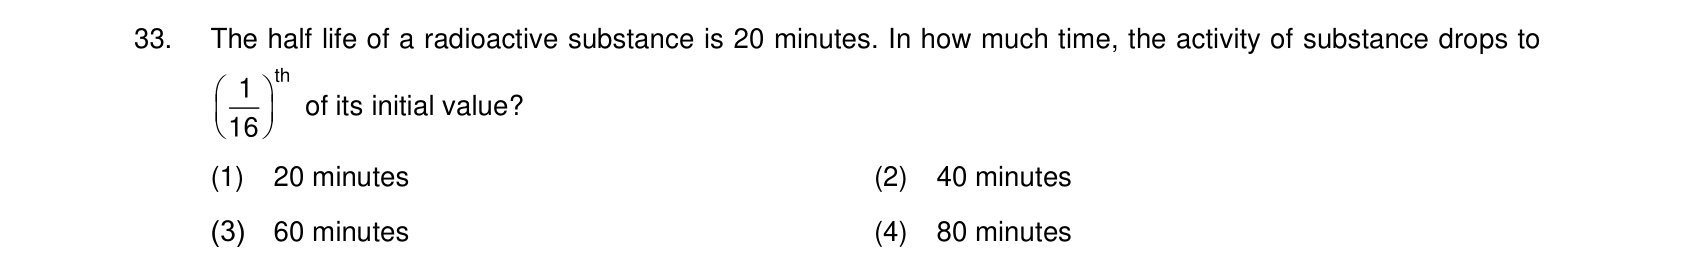 33. The half life of a radioactive substance is 20 minutes. In how much time, the activity of substance drops to
(1/16)th of its initial value?
(1) 20 minutes (2) 40 minutes
(3) 60 minutes (4) 80 minutes